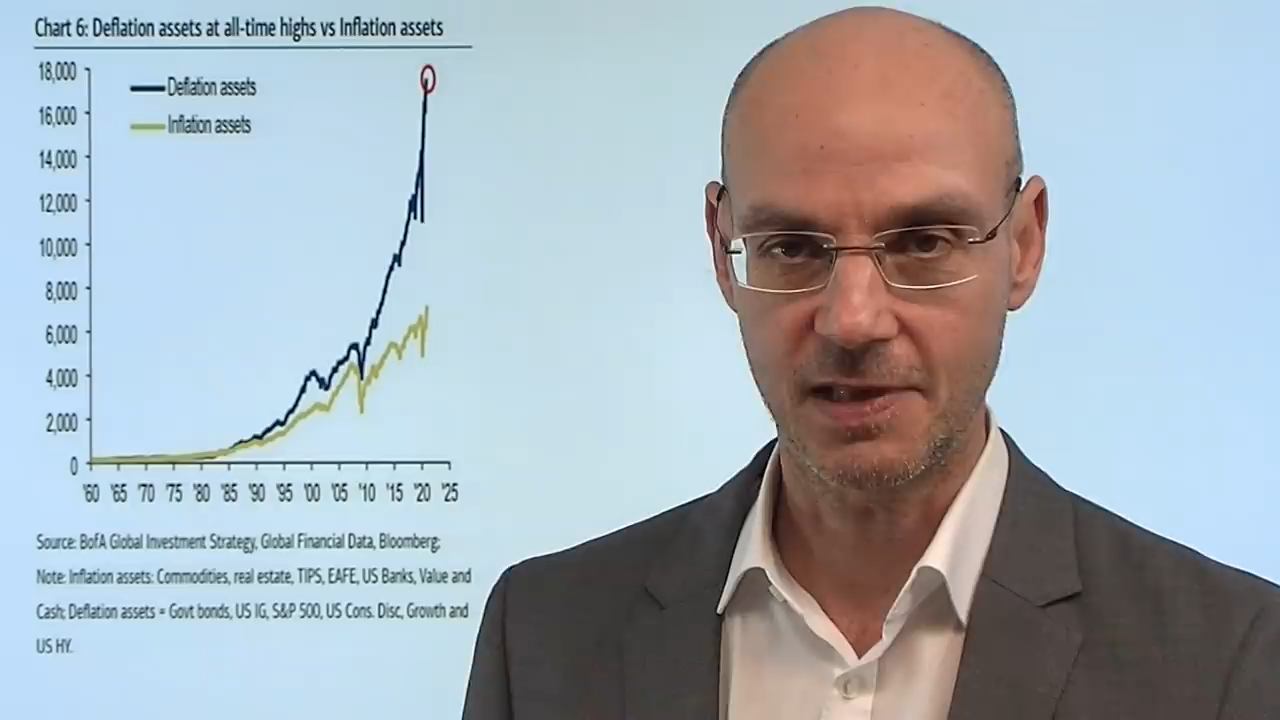 Chart 6: Deflation assets at all-time highs vs Inflation assets
18,000
16,000
14,000
12,000
10,000
8,000
6,000
4,000
2,000
0
Deflation assets
Inflation assets
'60 '65 '70 '75 '80 '85 '90 '95 '00 '05 '10 '15 '20 '25
Source: BofA Global Investment Strategy, Global Financial Data, Bloomberg;
Note: Inflation assets: Commodities, real estate, TIPS, EAFE, US Banks, Value and
Cash; Deflation assets = Govt bonds, US IG, S&P 500, US Cons. Disc, Growth and
US HY.